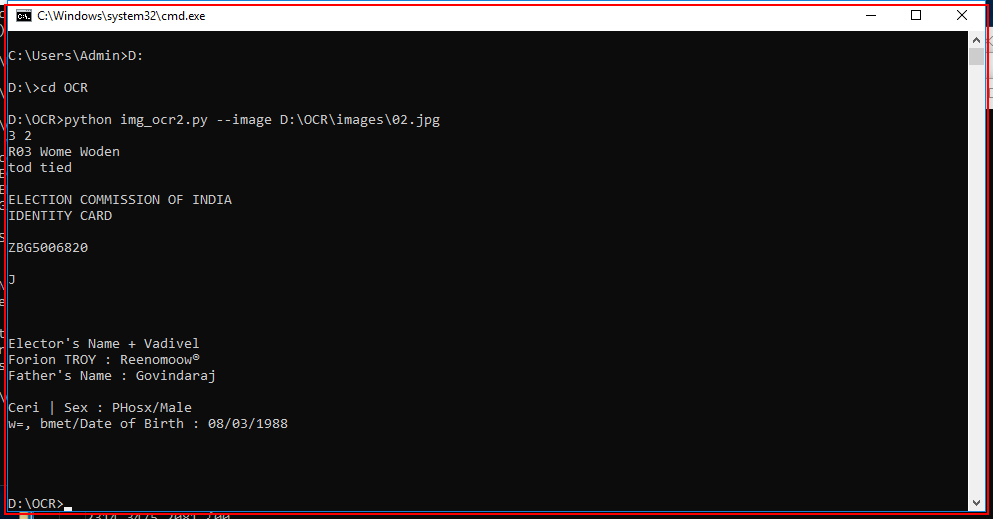 C:\Windows\system32\cmd.exe
C:\Users\Admin>D:
D:\>cd OCR
D:\OCR>python img_ocr2.py --image D:\OCR\images\02.jpg
3 2
R03 Wome Woden
tod tied
ELECTION COMMISSION OF INDIA
IDENTITY CARD
ZBG5006820
J
Elector's Name + Vadivel
Forion TROY : Reenomoow®
Father's Name : Govindaraj
Ceri | Sex : PHosx/Male
w=, bmet/Date of Birth : 08/03/1988
D:\OCR>